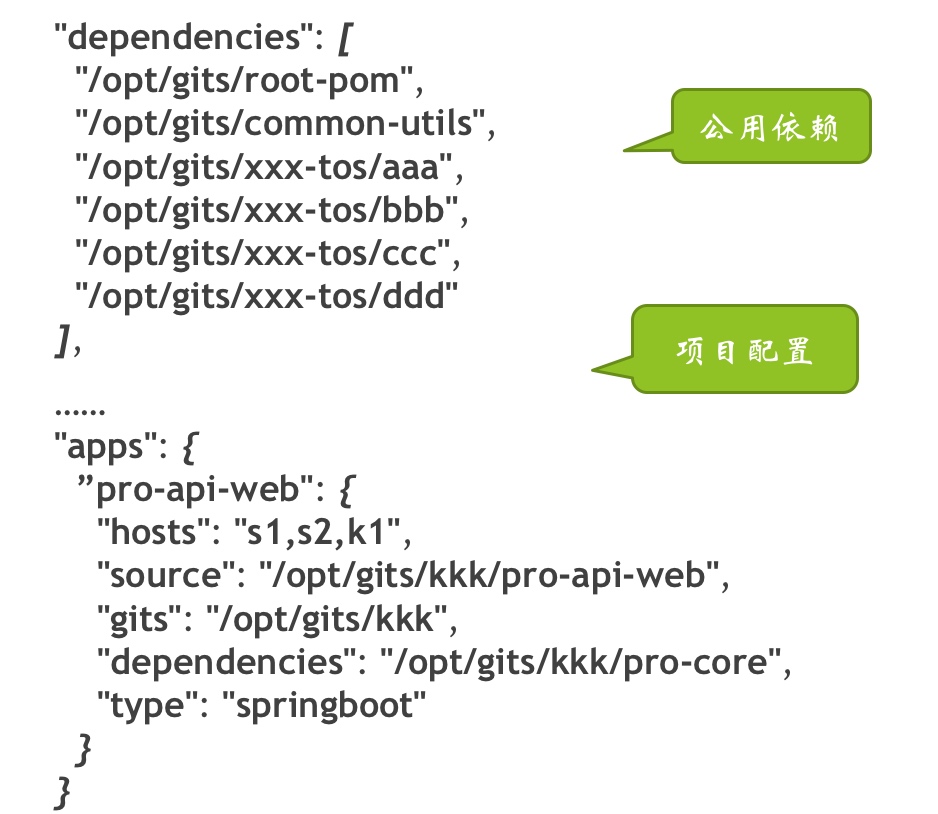 "dependencies": [
"/opt/gits/root-pom",
"/opt/gits/common-utils",
"/opt/gits/xxx-tos/aaa",
"/opt/gits/xxx-tos/bbb",
"/opt/gits/xxx-tos/ccc",
"/opt/gits/xxx-tos/ddd"
],
公用依赖
项目配置
……
"apps": {
”pro-api-web": {
"hosts": "s1,s2,k1",
"source": "/opt/gits/kkk/pro-api-web",
"gits": "/opt/gits/kkk",
"dependencies": "/opt/gits/kkk/pro-core",
"type": "springboot"
}
}